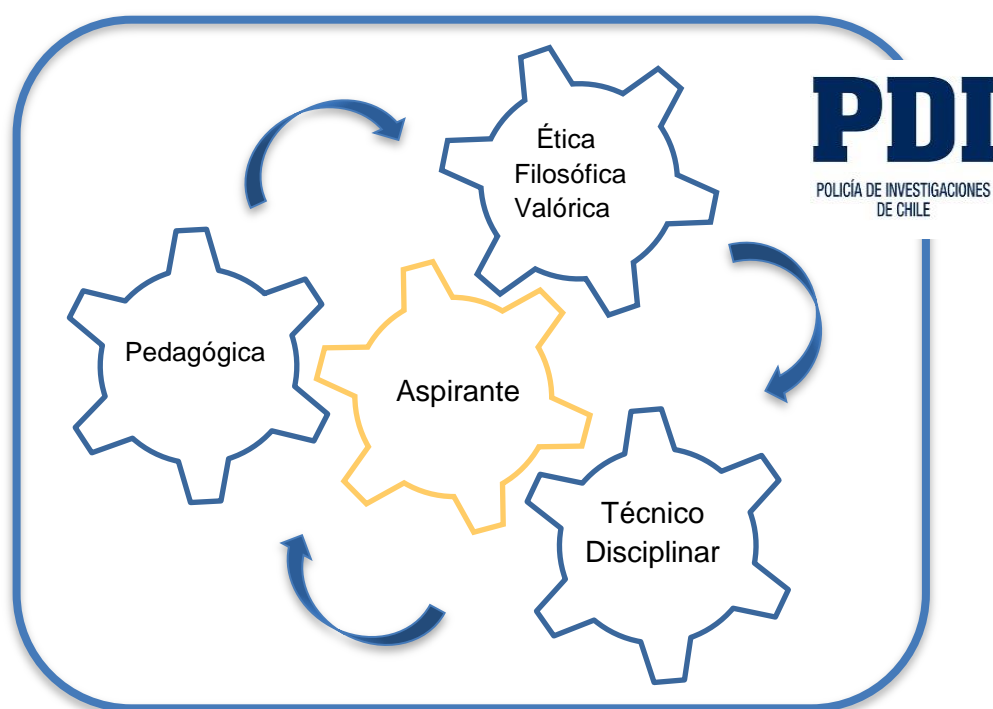 Ética
Filosófica
Valórica
PDI
POLICÍA DE INVESTIGACIONES
DE CHILE
Pedagógica
Aspirante
Técnico
Disciplinar